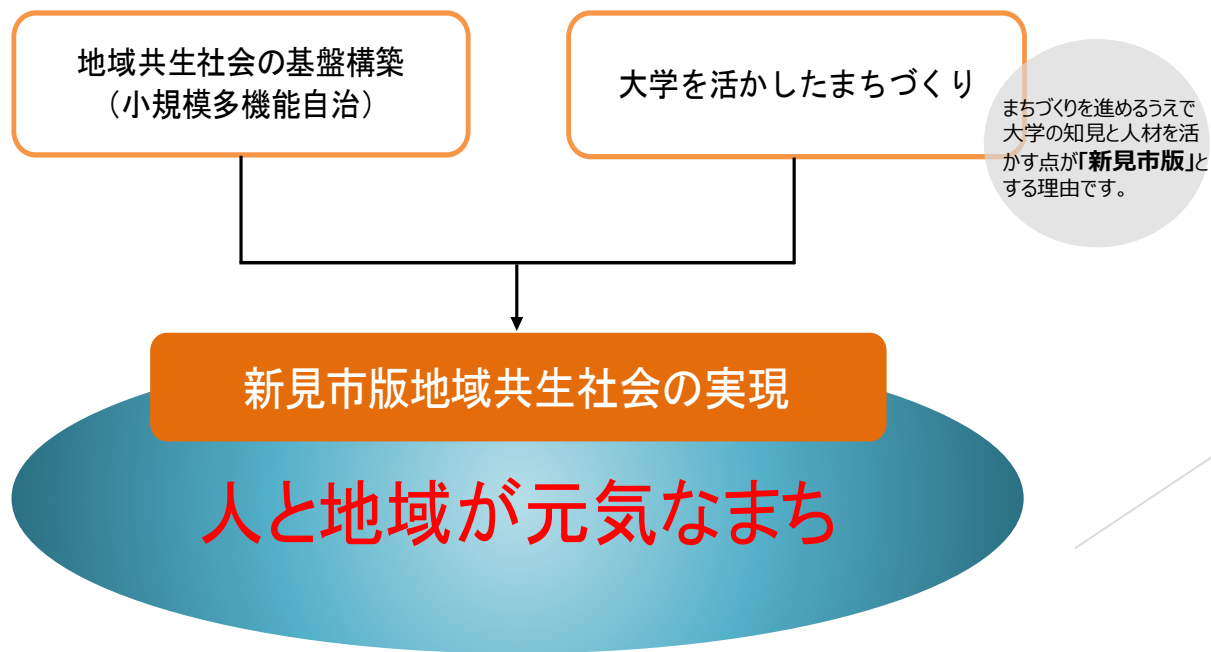 地域共生社会の基盤構築
（小規模多機能自治）
大学を活かしたまちづくり
まちづくりを進めるうえで
大学の知見と人材を活
かす点が「新見市版」と
する理由です。
新見市版地域共生社会の実現
人と地域が元気なまち